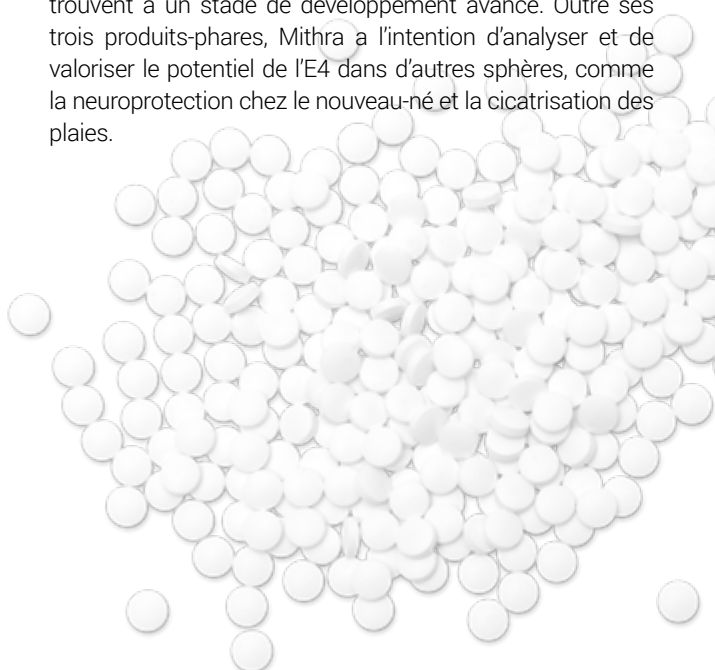 trouvent à un stade de développement avancé. Outre ses
trois produits-phares, Mithra a l'intention d'analyser et de
valoriser le potentiel de l'E4 dans d'autres sphères, comme
la neuroprotection chez le nouveau-né et la cicatrisation des
plaies.